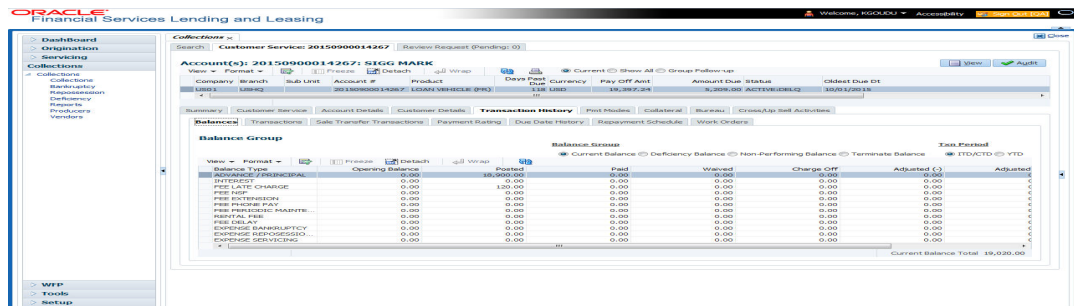 ORACLE
Financial Services Lending and Leasing
Welcome, KGOUDU Accessibility Sign Out
DashBoard
Origination
Servicing
Collections
Collections
Collections
Bankruptcy
Repossession
Deficiency
Reports
Producers
Vendors
WFP
Tools
Setup
Collections × Close
Search Customer Service: 20150900014267 Review Request (Pending: 0)
Account(s): 20150900014267: SIGG MARK View Audit
View Format Freeze Detach Wrap Current Show All Group Follow-up
Company Branch Sub Unit Account # Product Days Past Due Currency Pay Off Amt Amount Due Status Oldest Due Dt
US01 USHQ 20150900014267 LOAN VEHICLE (FR) 118 USD 19,397.24 5,209.00 ACTIVE:DELQ 10/01/2015
Summary Customer Service Account Details Customer Details Transaction History Pmt Modes Collateral Bureau Cross/Up Sell Activities
Balances Transactions Sale Transfer Transactions Payment Rating Due Date History Repayment Schedule Work Orders
Balance Group
Balance Group Txn Period
Current Balance Deficiency Balance Non-Performing Balance Terminate Balance ITD/CTD YTD
View Format Freeze Detach Wrap
Balance Type Opening Balance Posted Paid Waived Charge Off Adjusted (-) Adjusted
ADVANCE / PRINCIPAL 0.00 18,900.00 0.00 0.00 0.00 0.00
INTEREST 0.00 0.00 0.00 0.00 0.00 0.00
FEE LATE CHARGE 0.00 120.00 0.00 0.00 0.00 0.00
FEE NSF 0.00 0.00 0.00 0.00 0.00 0.00
FEE EXTENSION 0.00 0.00 0.00 0.00 0.00 0.00
FEE PHONE PAY 0.00 0.00 0.00 0.00 0.00 0.00
FEE PERIODIC MAINTE... 0.00 0.00 0.00 0.00 0.00 0.00
RENTAL FEE 0.00 0.00 0.00 0.00 0.00 0.00
FEE DELAY 0.00 0.00 0.00 0.00 0.00 0.00
EXPENSE BANKRUPTCY 0.00 0.00 0.00 0.00 0.00 0.00
EXPENSE REPOSESSIO... 0.00 0.00 0.00 0.00 0.00 0.00
EXPENSE SERVICING 0.00 0.00 0.00 0.00 0.00 0.00
Current Balance Total 19,020.00